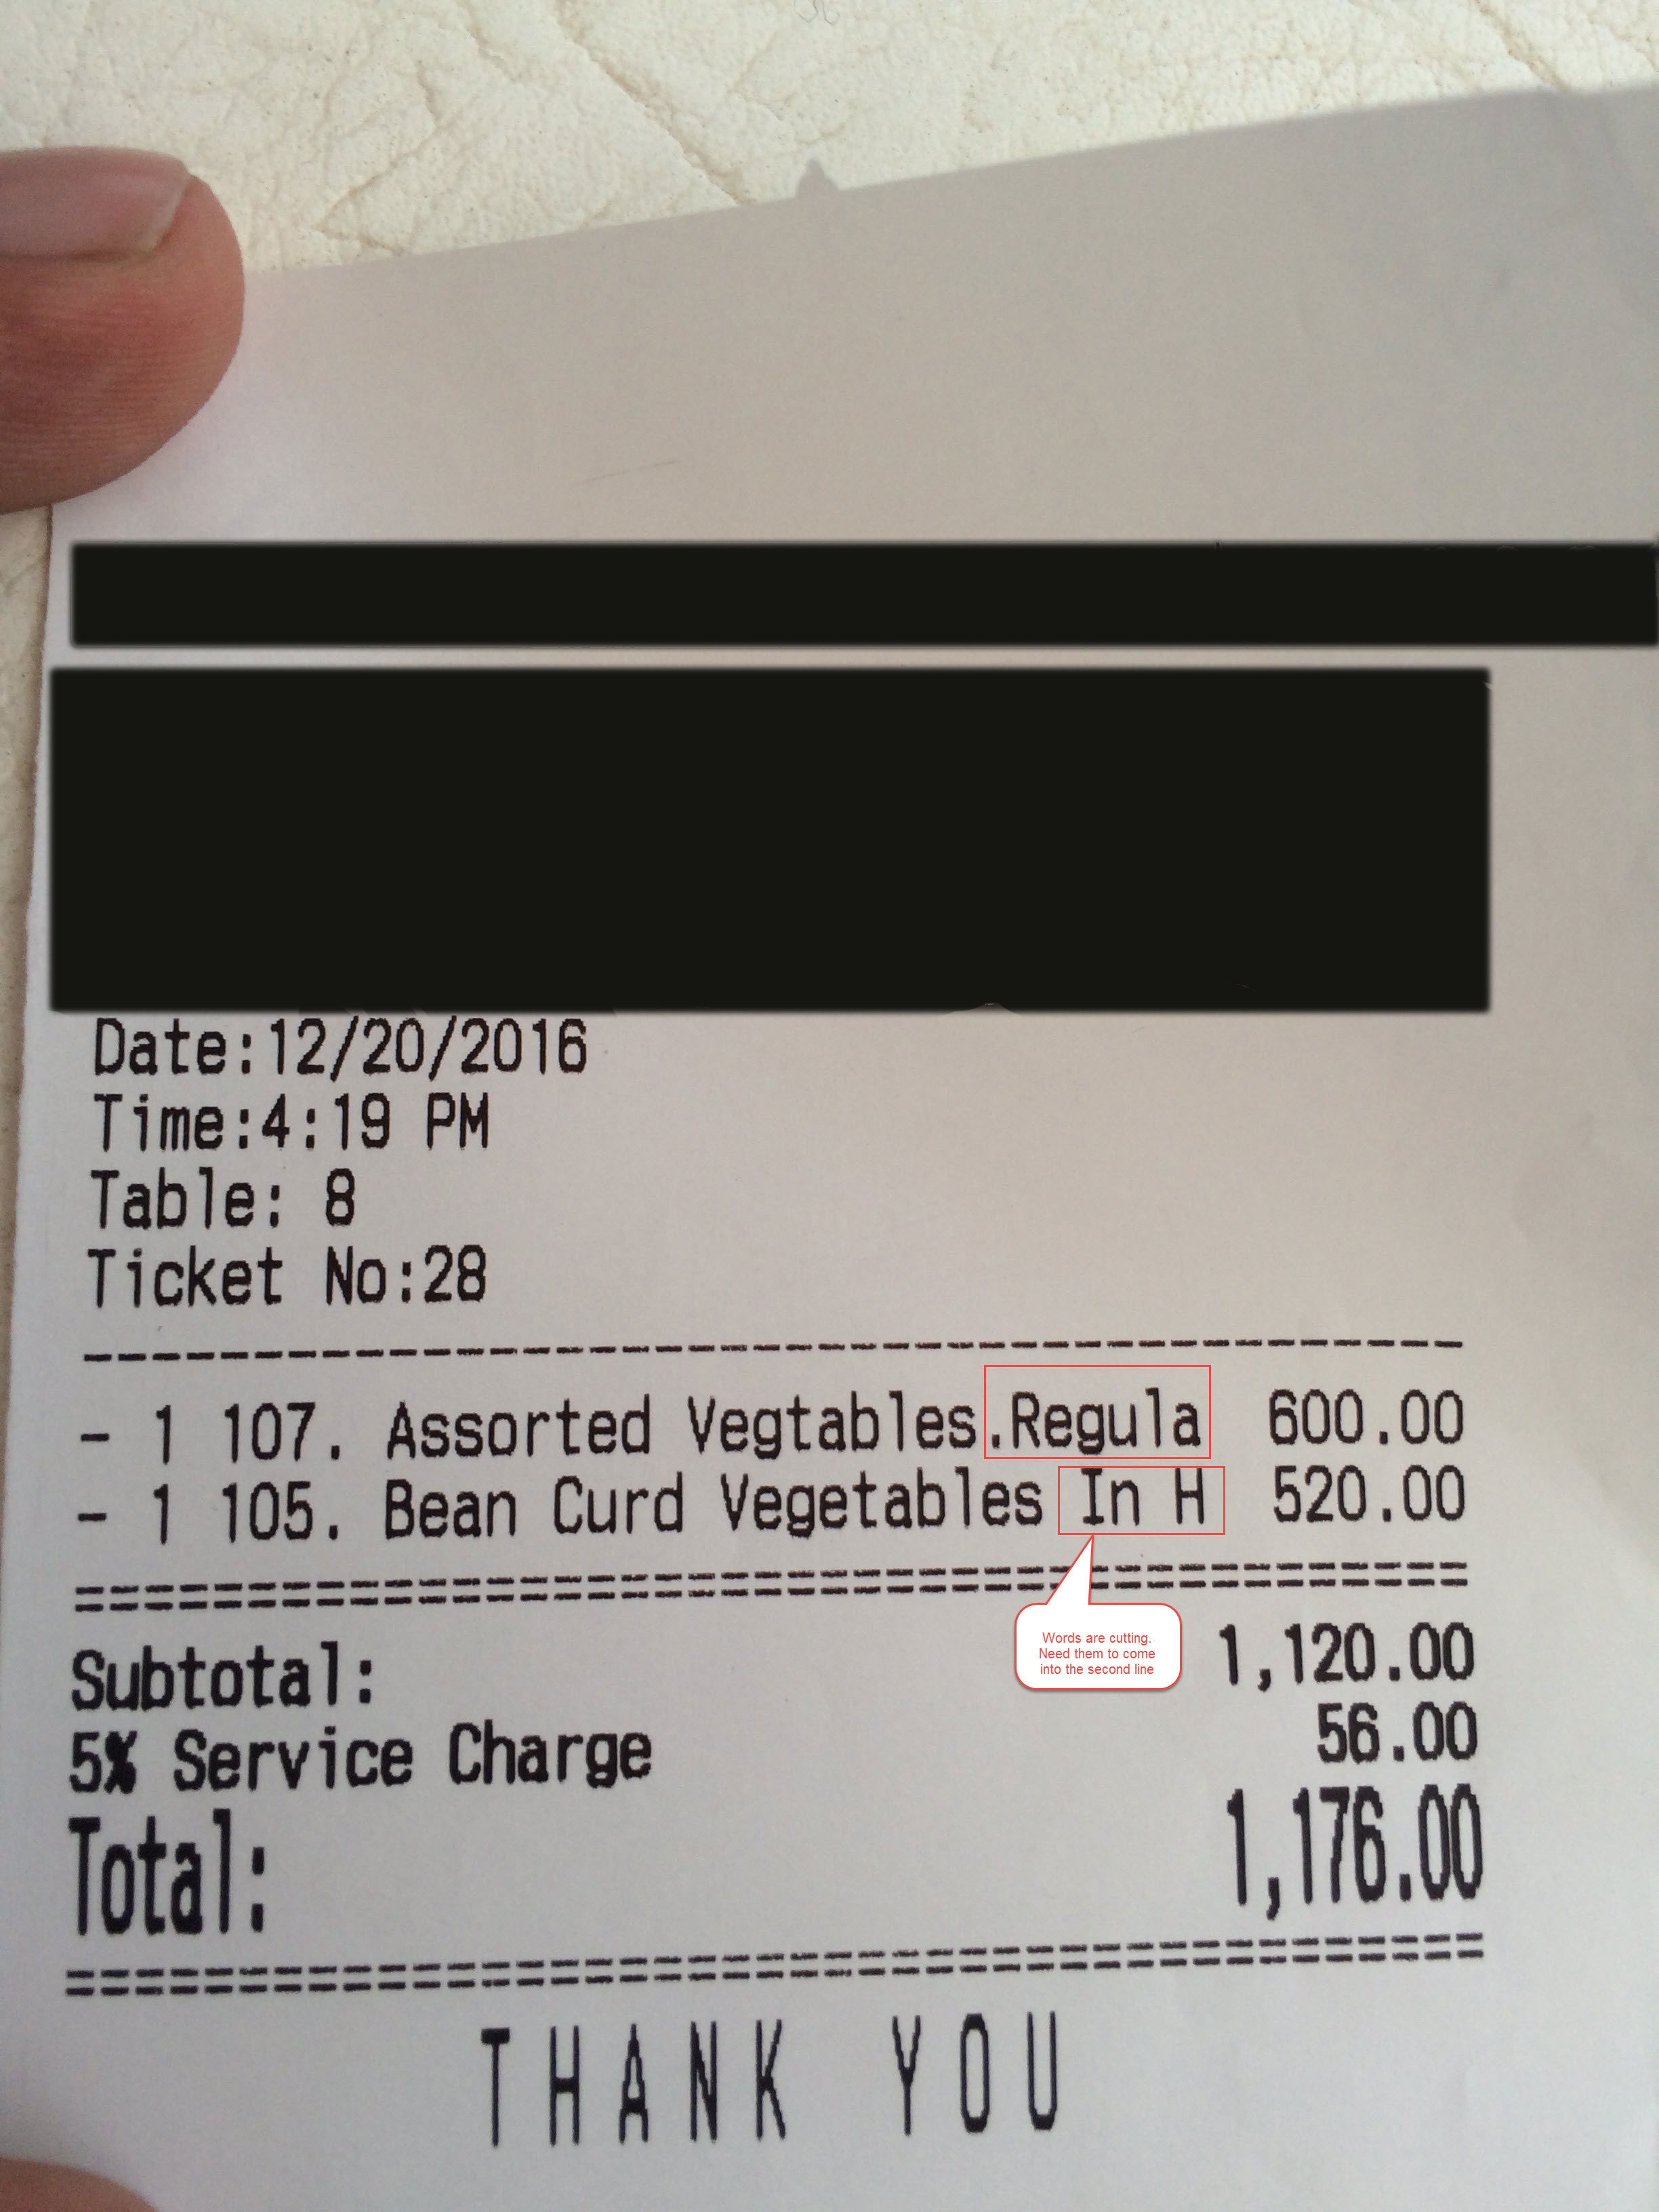 Date:12/20/2016
Time:4:19 PM
Table: 8
Ticket No:28
- 1 107. Assorted Vegtables.Regula 600.00
- 1 105. Bean Curd Vegetables In H 520.00
Words are cutting.
Need them to come
into the second line
Subtotal: 1,120.00
5% Service Charge 56.00
Total: 1,176.00
THANK YOU